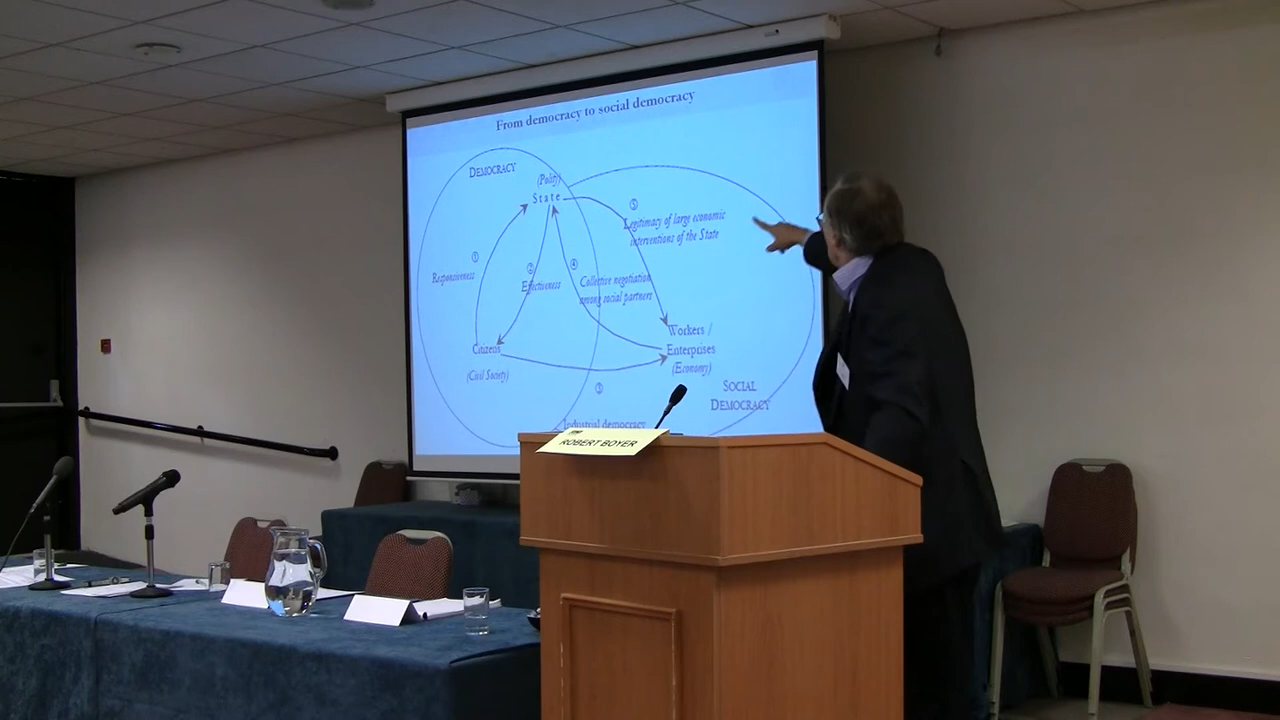 From democracy to social democracy
DEMOCRACY
(Polity)
State
⑤
Legitimacy of large economic
interventions of the State
①
Responsiveness
②
Effectiveness
④
Collective negotiation
among social partners
Citizens
(Civil Society)
Workers /
Enterprises
(Economy)
③
SOCIAL
DEMOCRACY
Industrial democracy
ROBERT BOYER